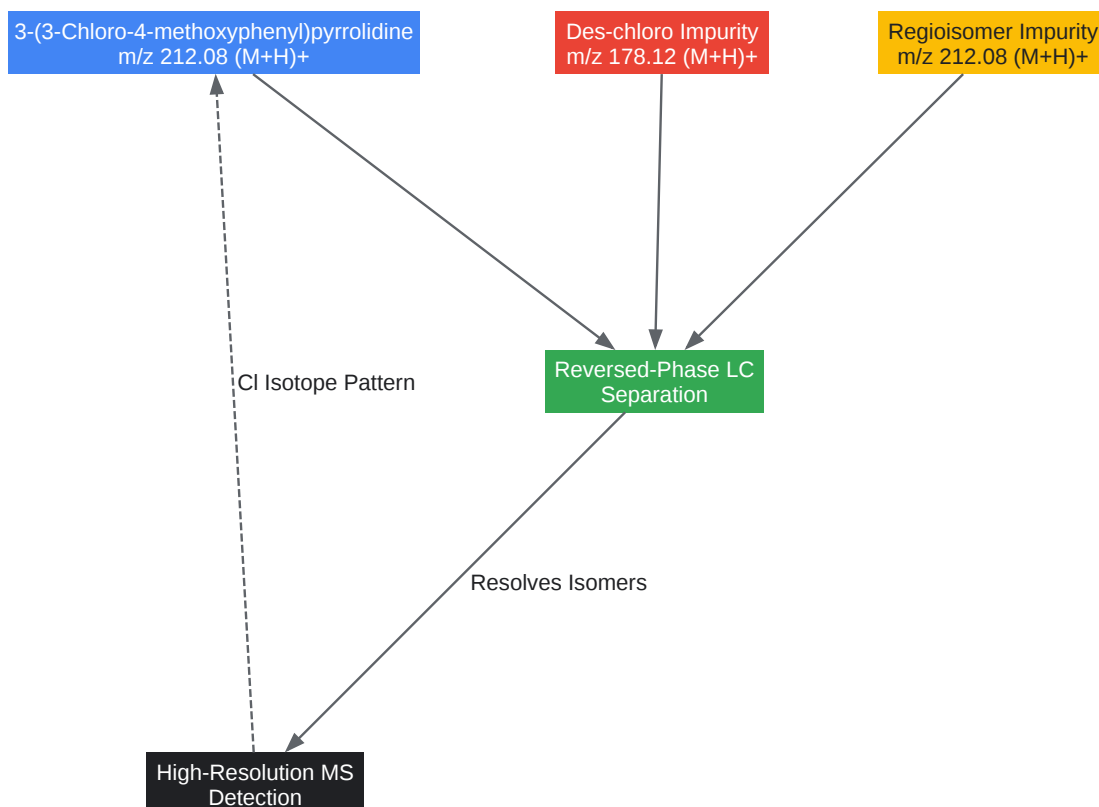 3-(3-Chloro-4-methoxyphenyl)pyrrolidine
m/z 212.08 (M+H)+
Des-chloro Impurity
m/z 178.12 (M+H)+
Regioisomer Impurity
m/z 212.08 (M+H)+
Reversed-Phase LC
Separation
Cl Isotope Pattern
Resolves Isomers
High-Resolution MS
Detection